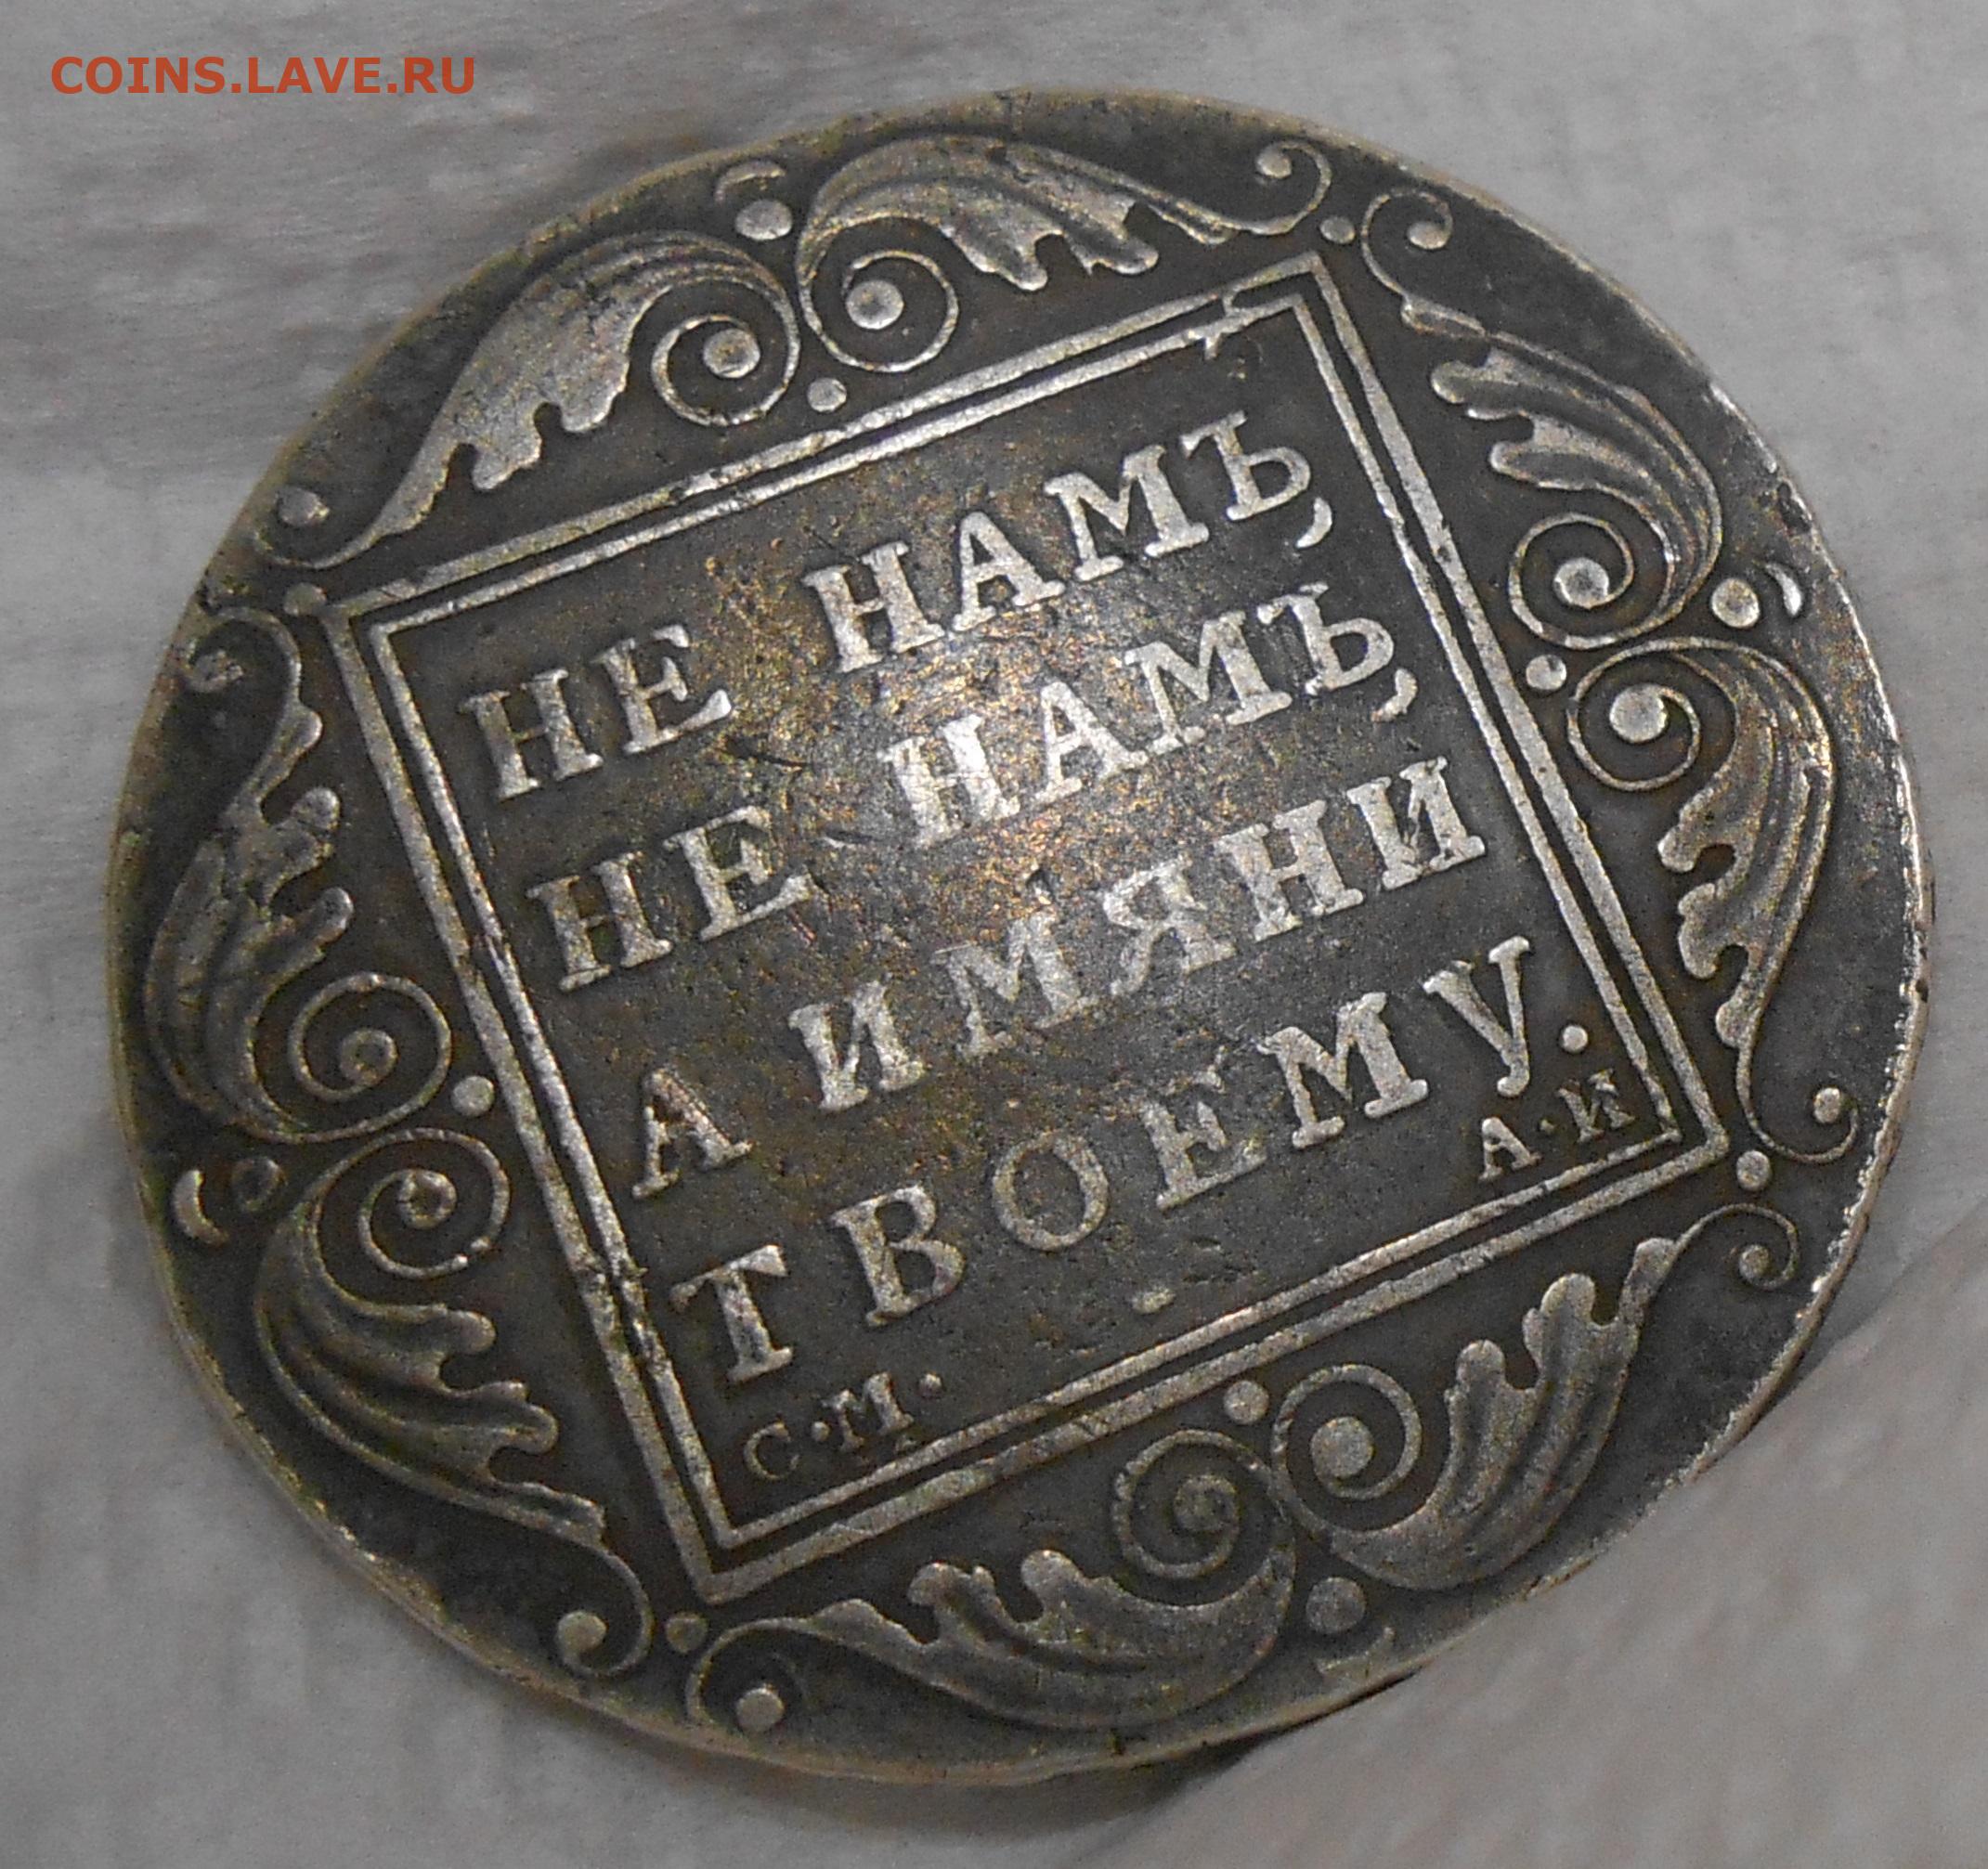 COINS.LAVE.RU
НЕ НАМЪ,
НЕ НАМЪ,
А ИМЯНИ
ТВОЕМУ.
С·М· А·И